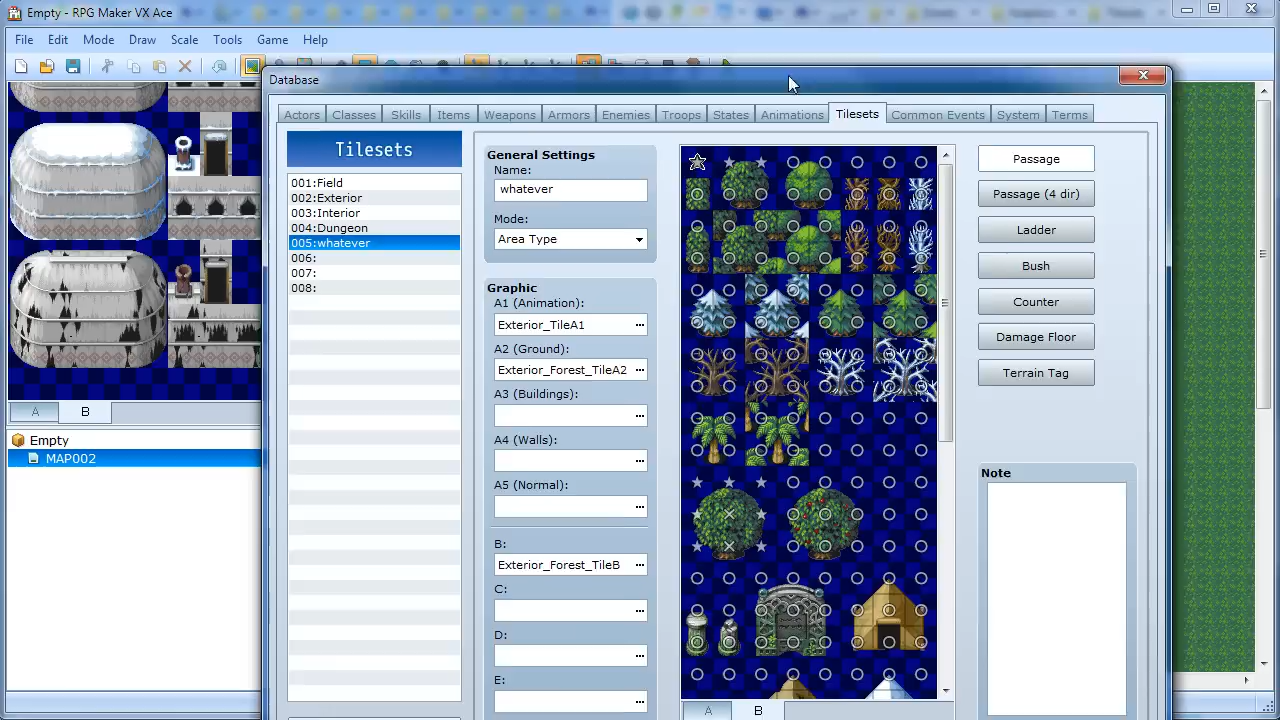 Empty - RPG Maker VX Ace
File Edit Mode Draw Scale Tools Game Help
Database
Actors Classes Skills Items Weapons Armors Enemies Troops States Animations Tilesets Common Events System Terms
Tilesets
001:Field
002:Exterior
003:Interior
004:Dungeon
005:whatever
006:
007:
008:
General Settings
Name:
whatever
Mode:
Area Type
Graphic
A1 (Animation):
Exterior_TileA1 ...
A2 (Ground):
Exterior_Forest_TileA2 ...
A3 (Buildings):
...
A4 (Walls):
...
A5 (Normal):
...
B:
Exterior_Forest_TileB ...
C:
...
D:
...
E:
...
A B
Passage
Passage (4 dir)
Ladder
Bush
Counter
Damage Floor
Terrain Tag
Note
A B
Empty
MAP002